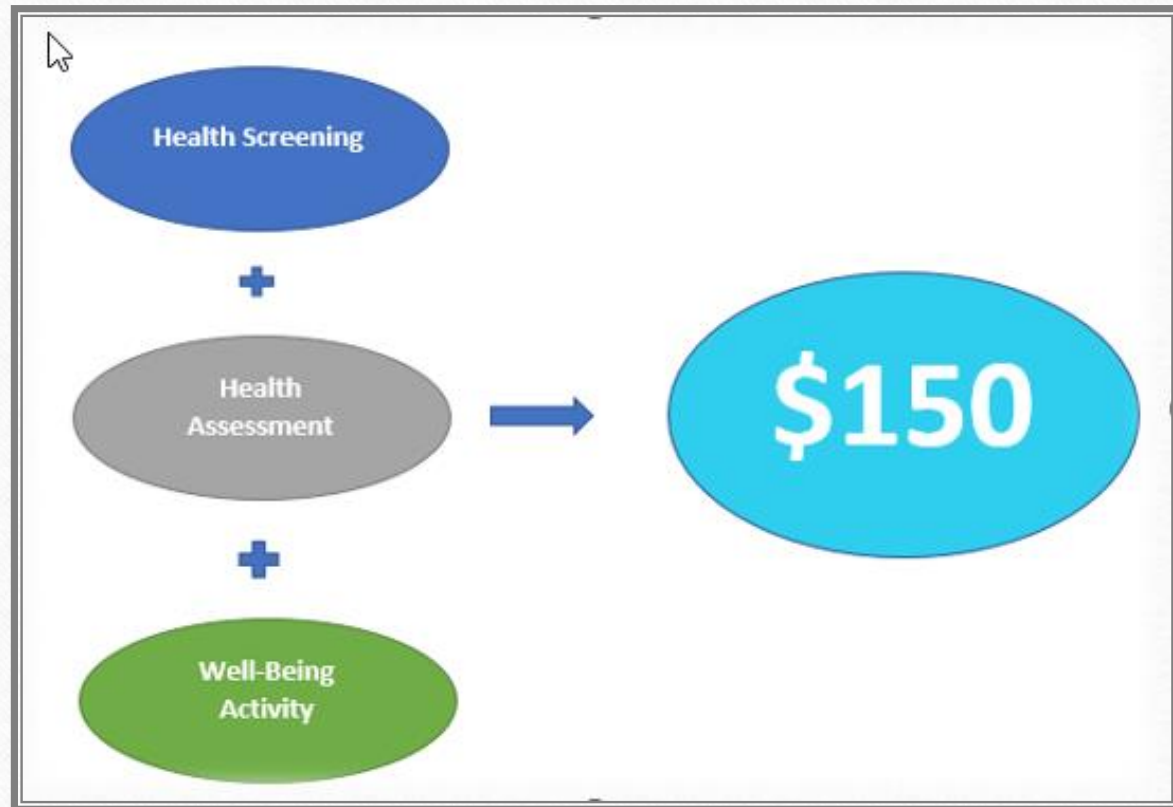 Health Screening
Health
Assessment
Well-Being
Activity
$150